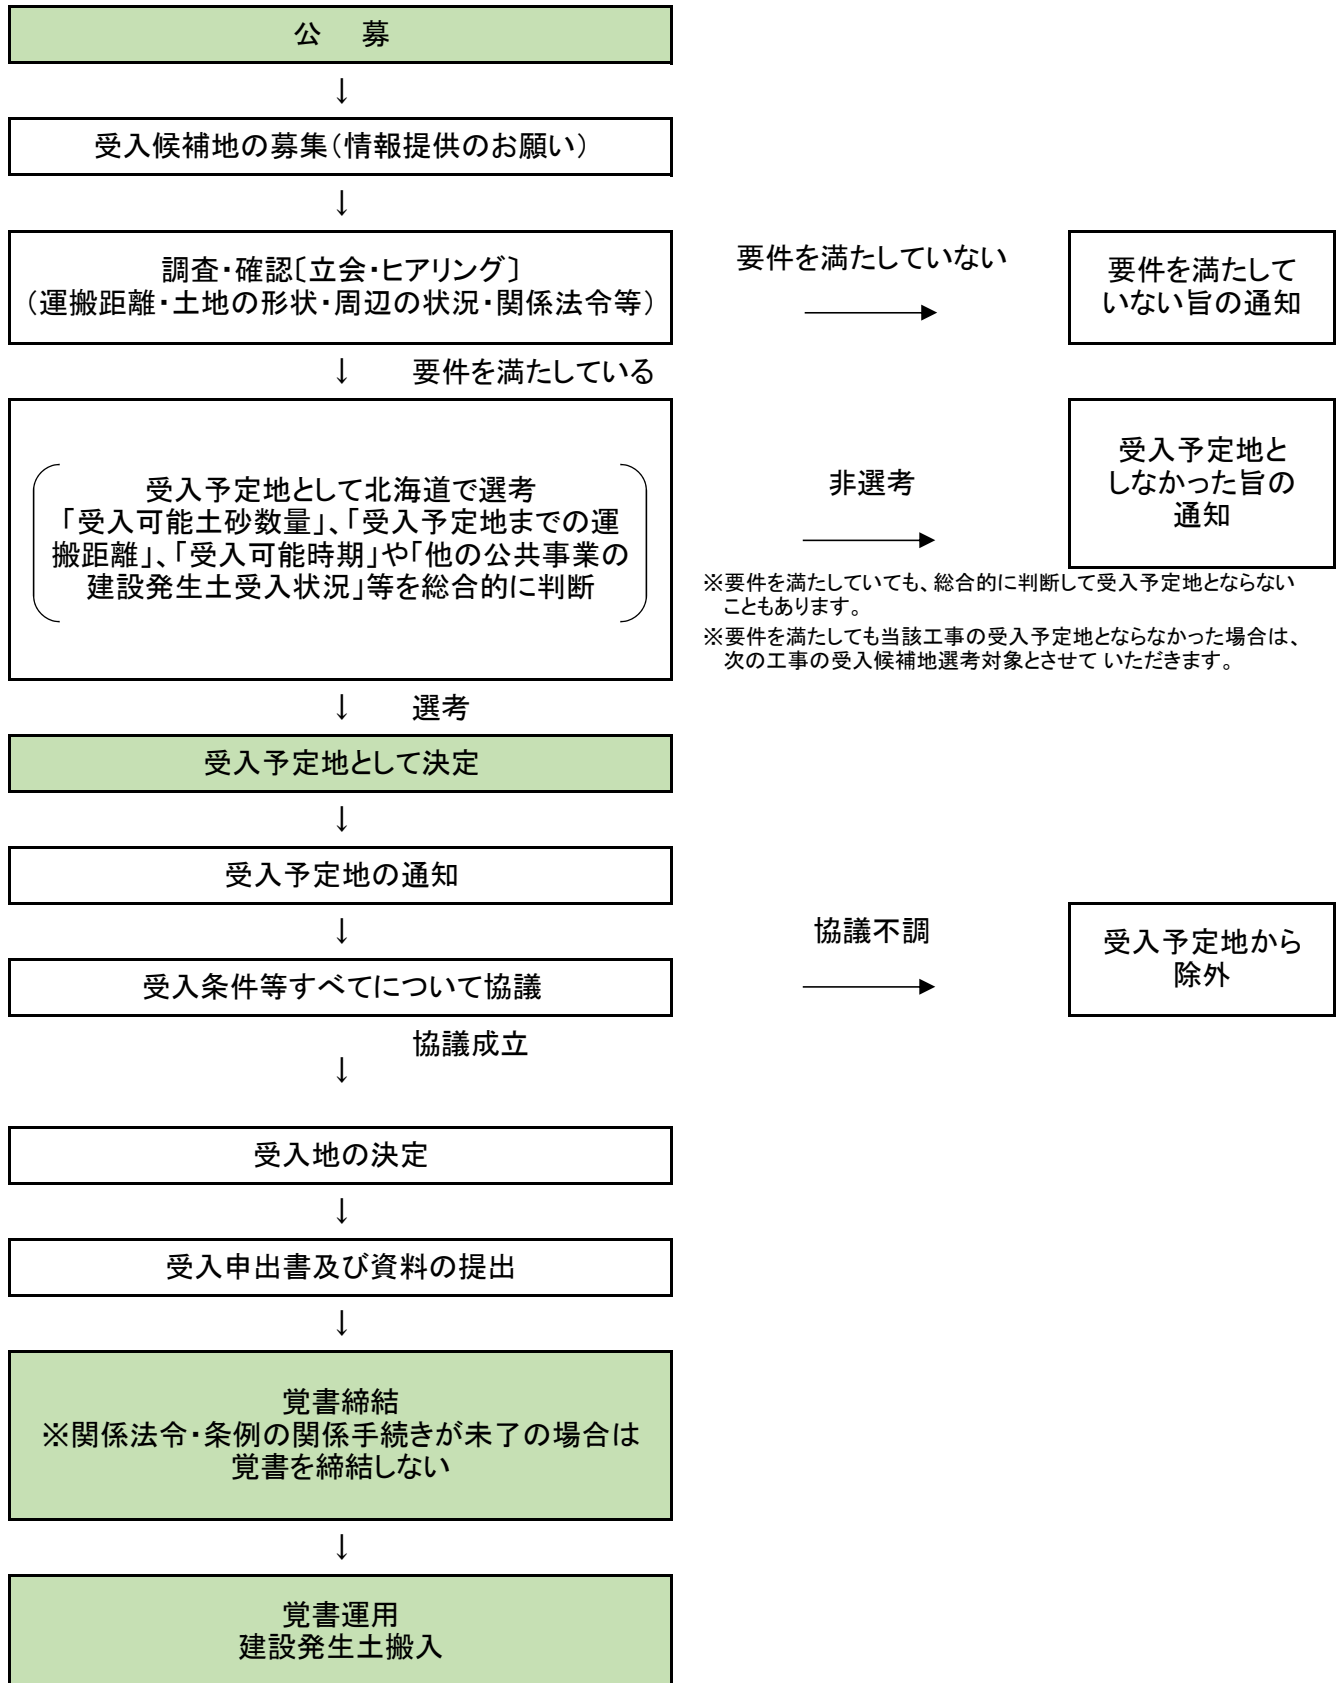 公　募
↓
受入候補地の募集（情報提供のお願い）
↓
調査・確認〔立会・ヒアリング〕
（運搬距離・土地の形状・周辺の状況・関係法令等）
要件を満たしていない
要件を満たして
いない旨の通知
↓　要件を満たしている
受入予定地として北海道で選考
「受入可能土砂数量」、「受入予定地までの運
搬距離」、「受入可能時期」や「他の公共事業の
建設発生土受入状況」等を総合的に判断
非選考
受入予定地と
しなかった旨の
通知
※要件を満たしていても、総合的に判断して受入予定地とならない
こともあります。
※要件を満たしても当該工事の受入予定地とならなかった場合は、
次の工事の受入候補地選考対象とさせて いただきます。
↓　選考
受入予定地として決定
↓
受入予定地の通知
↓
受入条件等すべてについて協議
協議不調
受入予定地から
除外
協議成立
↓
受入地の決定
↓
受入申出書及び資料の提出
↓
覚書締結
※関係法令・条例の関係手続きが未了の場合は
覚書を締結しない
↓
覚書運用
建設発生土搬入